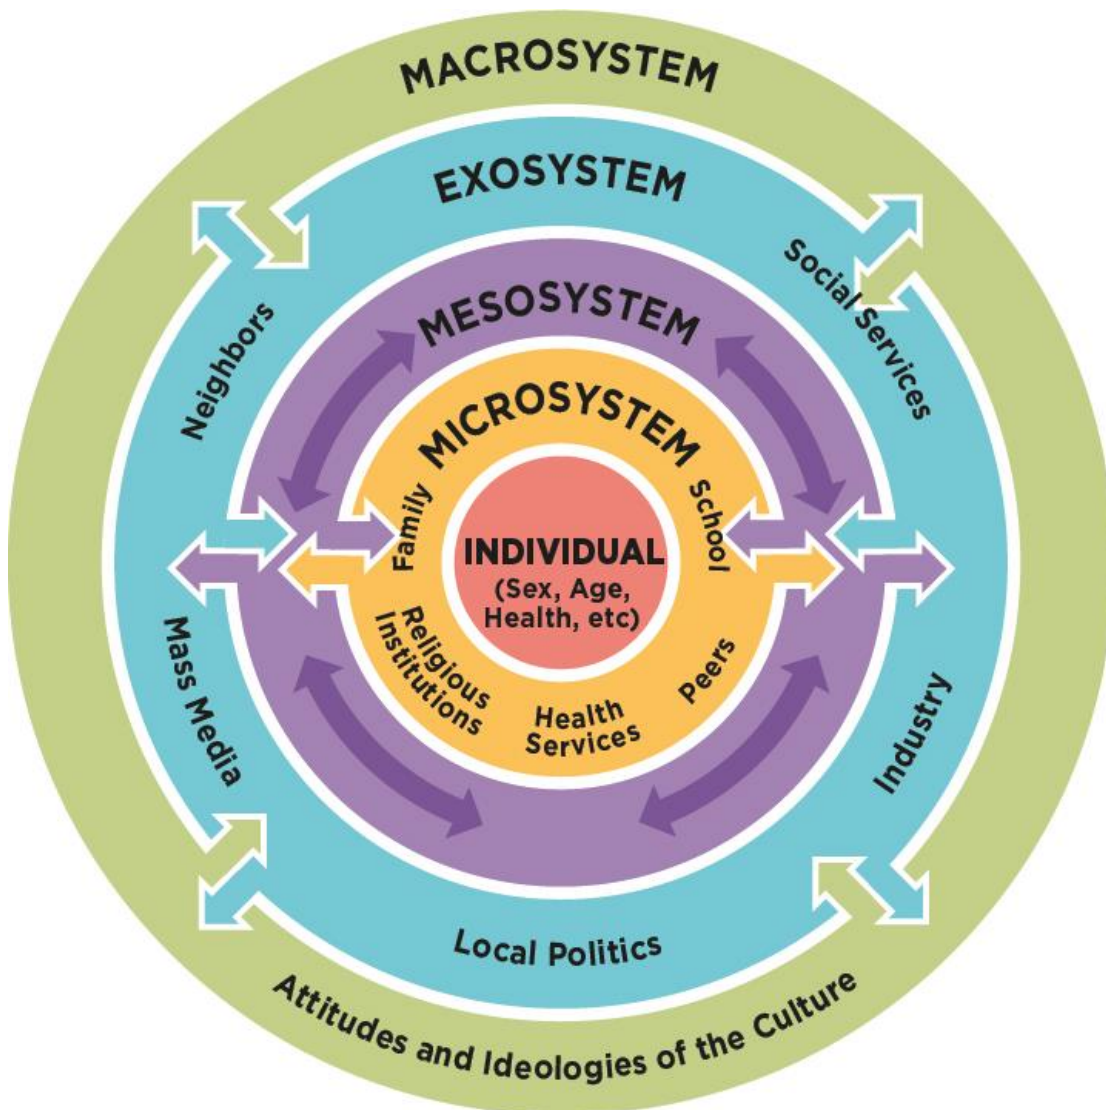 MACROSYSTEM
EXOSYSTEM
MESOSYSTEM
MICROSYSTEM
INDIVIDUAL
(Sex, Age,
Health, etc)
Family
School
Religious
Institutions
Health
Services
Peers
Neighbors
Social Services
Mass Media
Industry
Local Politics
Attitudes and Ideologies of the Culture